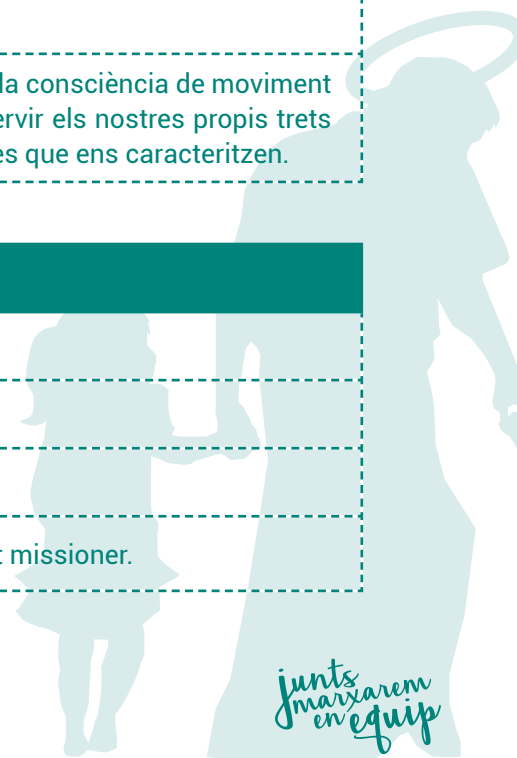 la consciència de moviment
ervir els nostres propis trets
es que ens caracteritzen.
t missioner.
junts
marxarem
en equip